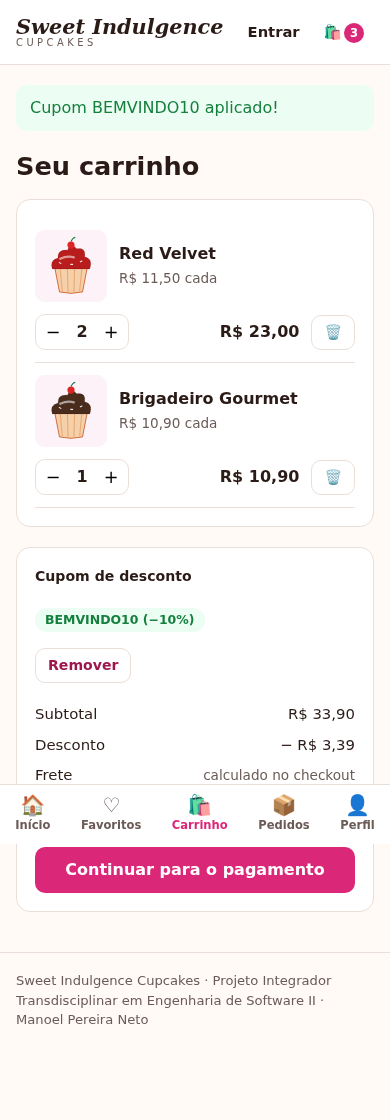 Sweet Indulgence
CUPCAKES
Entrar
3
Cupom BEMVINDO10 aplicado!
Seu carrinho
Red Velvet
R$ 11,50 cada
− 2 +
R$ 23,00
Brigadeiro Gourmet
R$ 10,90 cada
− 1 +
R$ 10,90
Cupom de desconto
BEMVINDO10 (−10%)
Remover
Subtotal R$ 33,90
Desconto − R$ 3,39
Frete calculado no checkout
Início Favoritos Carrinho Pedidos Perfil
Continuar para o pagamento
Sweet Indulgence Cupcakes · Projeto Integrador
Transdisciplinar em Engenharia de Software II ·
Manoel Pereira Neto